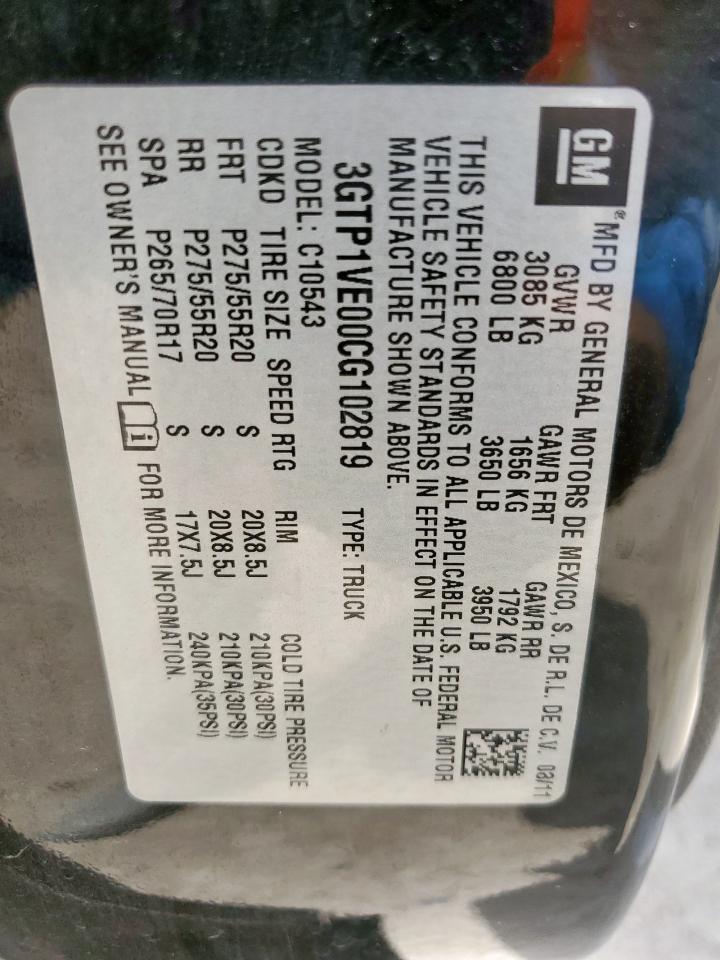 GM
® MFD BY GENERAL MOTORS DE MEXICO, S. DE R.L. DE C.V. 08/11
GVWR GAWR FRT GAWR RR
3085 KG 1656 KG 1792 KG
6800 LB 3650 LB 3950 LB
THIS VEHICLE CONFORMS TO ALL APPLICABLE U.S. FEDERAL MOTOR
VEHICLE SAFETY STANDARDS IN EFFECT ON THE DATE OF
MANUFACTURE SHOWN ABOVE.
3GTP1VE00CG102819 TYPE: TRUCK
MODEL: C10543
CDKD TIRE SIZE SPEED RTG RIM COLD TIRE PRESSURE
FRT P275/55R20 S 20X8.5J 210KPA(30PSI)
RR P275/55R20 S 20X8.5J 210KPA(30PSI)
SPA P265/70R17 S 17X7.5J 240KPA(35PSI)
SEE OWNER'S MANUAL i FOR MORE INFORMATION.